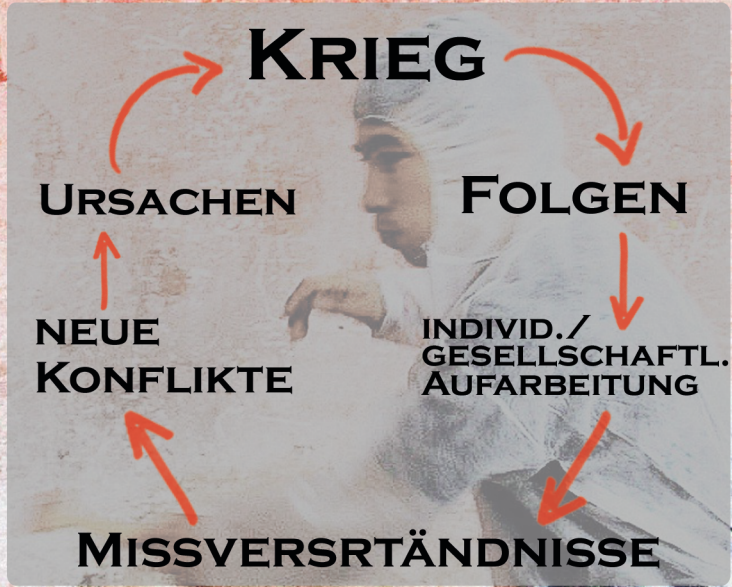 KRIEG
URSACHEN
FOLGEN
NEUE
KONFLIKTE
INDIVID./
GESELLSCHAFTL.
AUFARBEITUNG
MISSVERSRTÄNDNISSE